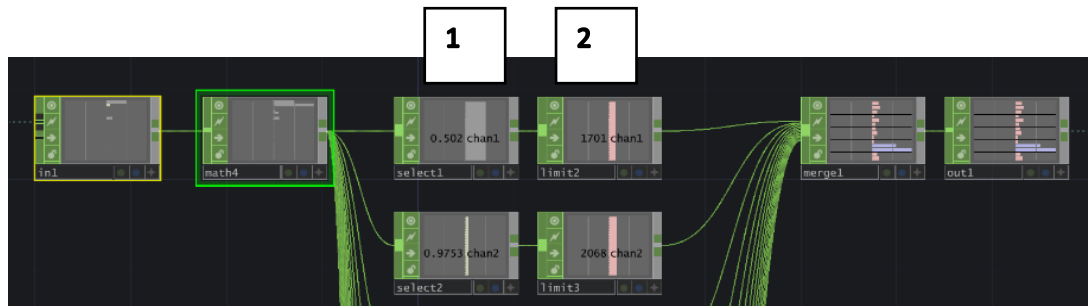 1 2
0.502 chan1
1701 chan1
in1
math4
select1
limit2
merge1
out1
0.9753 chan2
2068 chan2
select2
limit3